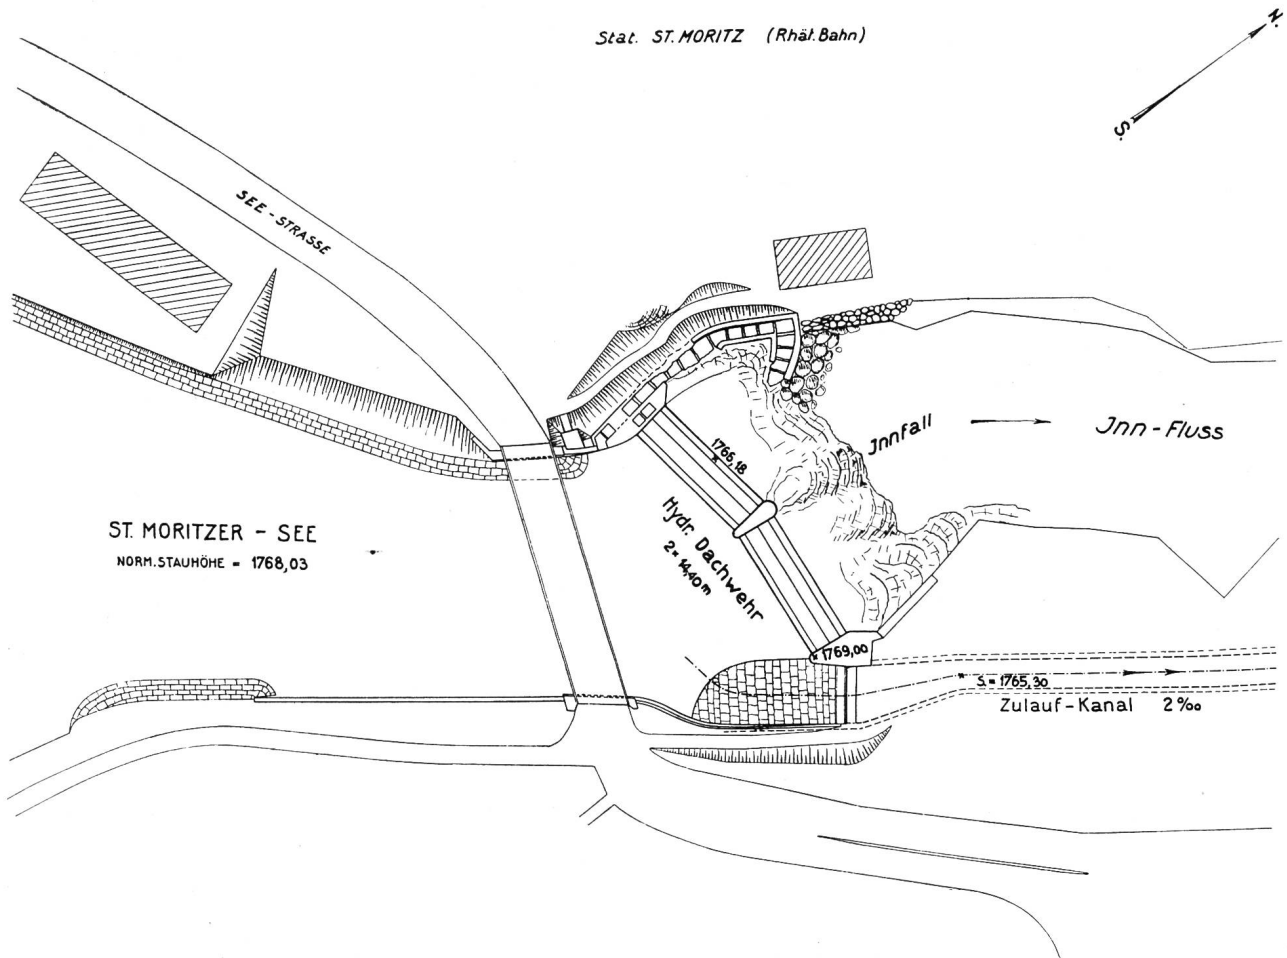 Stat. ST. MORITZ (Rhät. Bahn)
N.
S.
SEE - STRASSE
1766,18
Jnnfall
Jnn - Fluss
ST. MORITZER - SEE
NORM. STAUHÖHE = 1768,03
Hydr. Dachwehr
2 × 14,40 m
1769,00
S. = 1765,30
Zulauf - Kanal 2 ‰